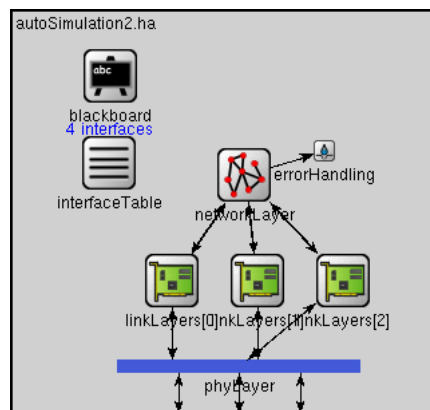 autoSimulation2.ha
abc
blackboard
4 interfaces
interfaceTable
errorHandling
networkLayer
linkLayers[0]
nkLayers[1]
nkLayers[2]
phyLayer